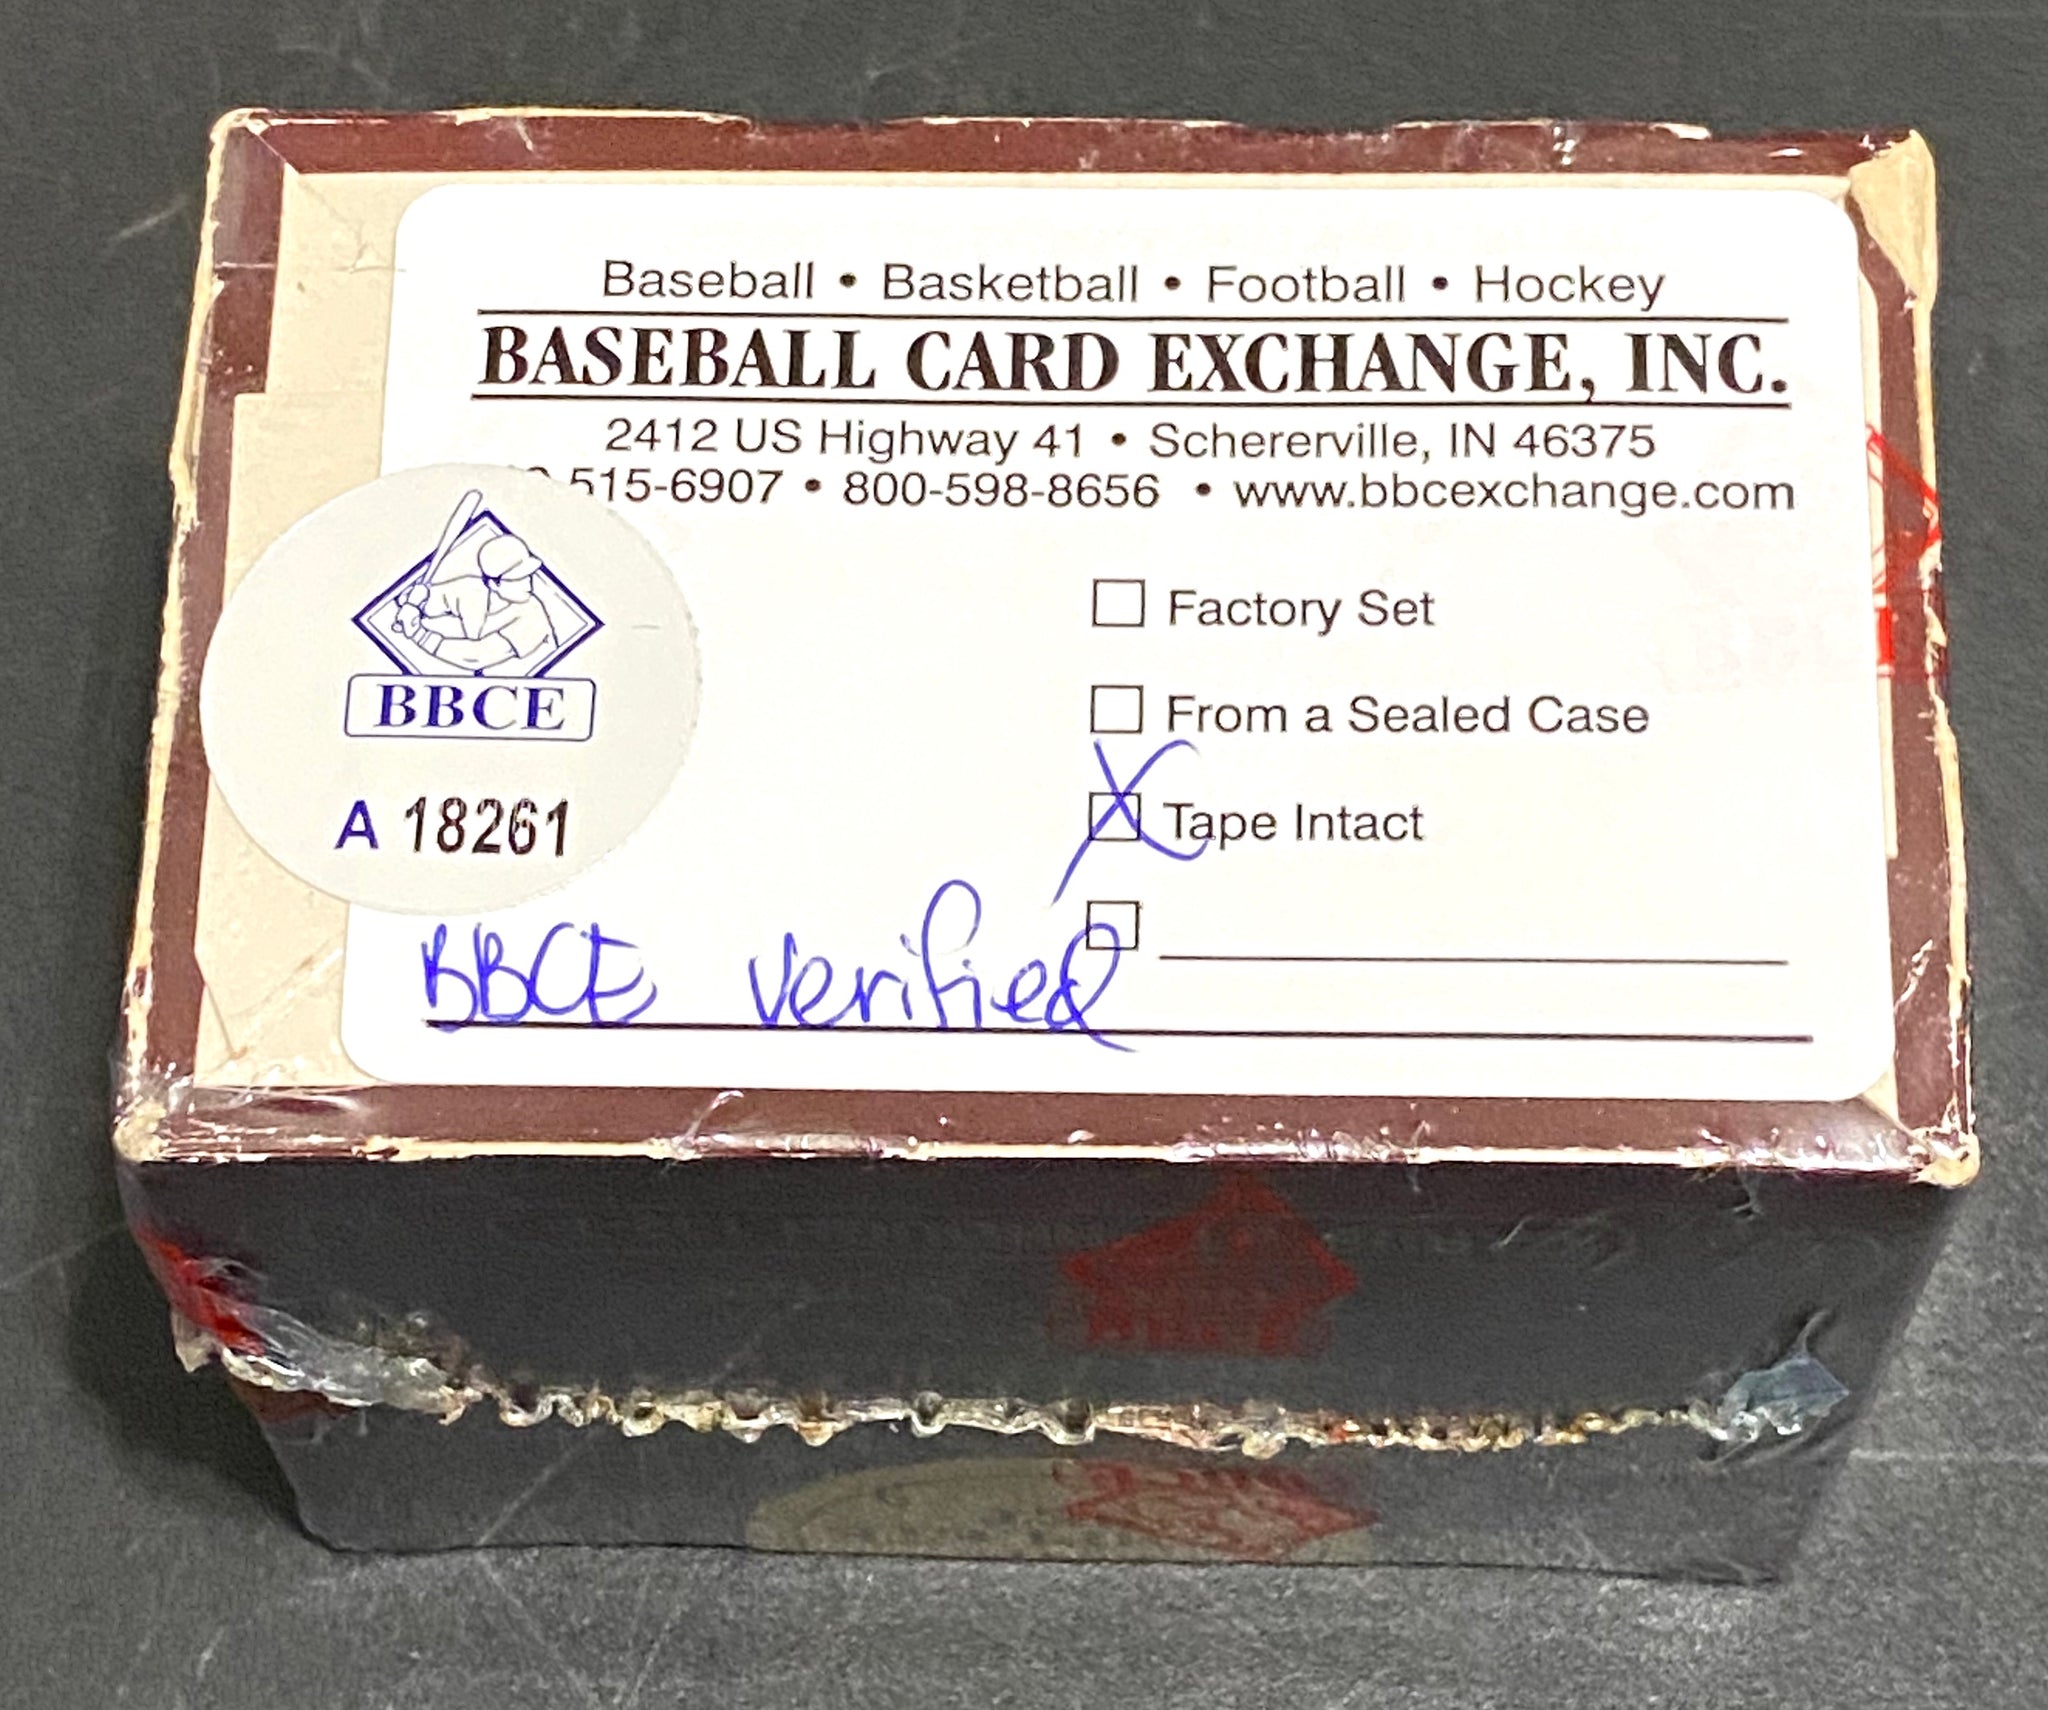 Baseball • Basketball • Football • Hockey
BASEBALL CARD EXCHANGE, INC.
2412 US Highway 41 • Schererville, IN 46375
515-6907 • 800-598-8656 • www.bbcexchange.com
BBCE
A 18261
Factory Set
From a Sealed Case
Tape Intact
BBCE verified